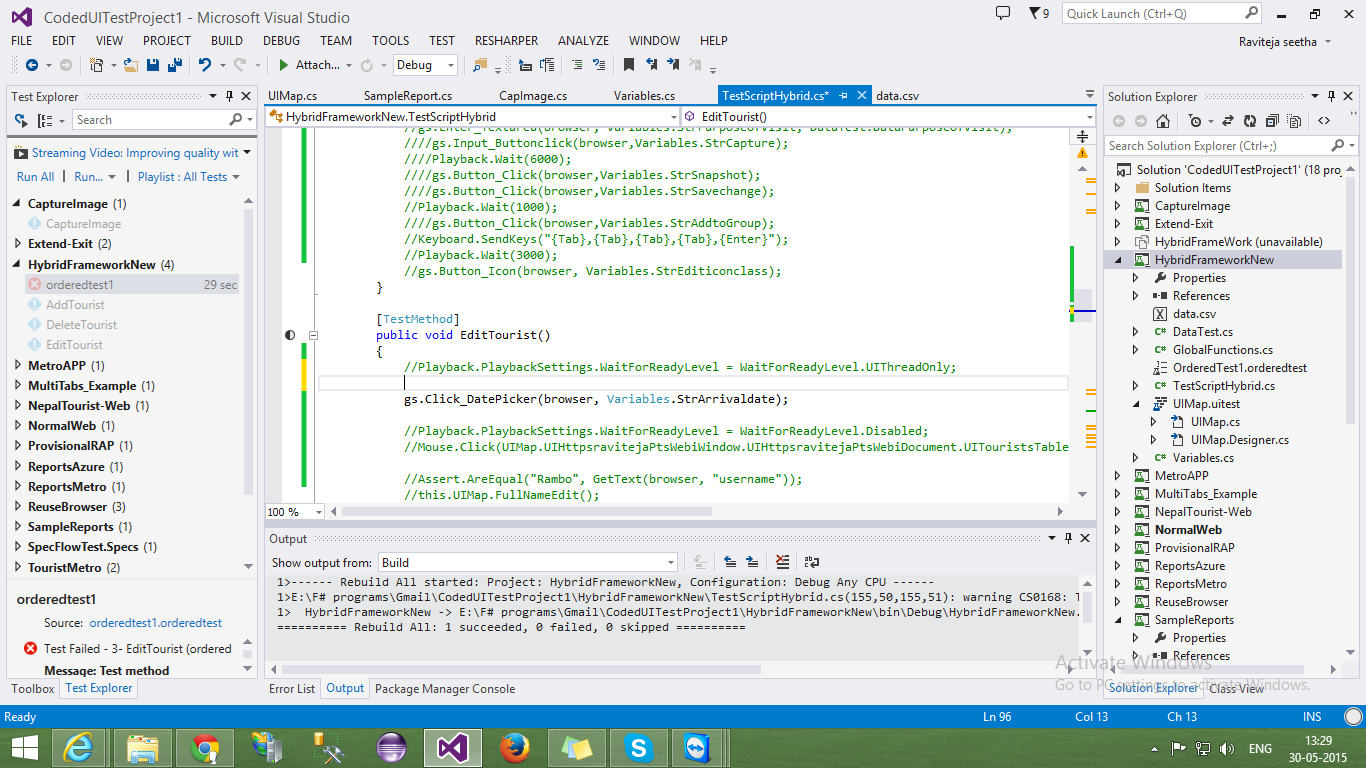 CodedUITestProject1 - Microsoft Visual Studio
9
Quick Launch (Ctrl+Q)
FILE EDIT VIEW PROJECT BUILD DEBUG TEAM TOOLS TEST RESHARPER ANALYZE WINDOW HELP
Raviteja seetha
Attach...
Debug
Test Explorer
Search
Streaming Video: Improving quality wit
Run All | Run... | Playlist : All Tests
CaptureImage (1)
CaptureImage
Extend-Exit (2)
HybridFrameworkNew (4)
orderedtest1 29 sec
AddTourist
DeleteTourist
EditTourist
MetroAPP (1)
MultiTabs_Example (1)
NepalTourist-Web (1)
NormalWeb (1)
ProvisionalRAP (1)
ReportsAzure (1)
ReportsMetro (1)
ReuseBrowser (3)
SampleReports (1)
SpecFlowTest.Specs (1)
TouristMetro (2)
orderedtest1
Source: orderedtest1.orderedtest
Test Failed - 3- EditTourist (ordered
Message: Test method
Toolbox Test Explorer
UIMap.cs SampleReport.cs CapImage.cs Variables.cs TestScriptHybrid.cs* data.csv
HybridFrameworkNew.TestScriptHybrid
EditTourist()
//gs.Enter_TextArea(browser, Variables.StrPurposeOfVisit, DataTest.DataPurposeOfVisit);
////gs.Input_Buttonclick(browser,Variables.StrCapture);
////Playback.Wait(6000);
////gs.Button_Click(browser,Variables.StrSnapshot);
////gs.Button_Click(browser,Variables.StrSavechange);
//Playback.Wait(1000);
////gs.Button_Click(browser,Variables.StrAddtoGroup);
//Keyboard.SendKeys("{Tab},{Tab},{Tab},{Tab},{Enter}");
//Playback.Wait(3000);
//gs.Button_Icon(browser, Variables.StrEditiconclass);
}
[TestMethod]
public void EditTourist()
{
//Playback.PlaybackSettings.WaitForReadyLevel = WaitForReadyLevel.UIThreadOnly;
gs.Click_DatePicker(browser, Variables.StrArrivaldate);
//Playback.PlaybackSettings.WaitForReadyLevel = WaitForReadyLevel.Disabled;
//Mouse.Click(UIMap.UIHttpsravitejaPtsWebiWindow.UIHttpsravitejaPtsWebiDocument.UITouristsTable
//Assert.AreEqual("Rambo", GetText(browser, "username"));
//this.UIMap.FullNameEdit();
100 %
Output
Show output from: Build
1>------ Rebuild All started: Project: HybridFrameworkNew, Configuration: Debug Any CPU ------
1>E:\F# programs\Gmail\CodedUITestProject1\HybridFrameworkNew\TestScriptHybrid.cs(155,50,155,51): warning CS0168: T
1> HybridFrameworkNew -> E:\F# programs\Gmail\CodedUITestProject1\HybridFrameworkNew\bin\Debug\HybridFrameworkNew.
========== Rebuild All: 1 succeeded, 0 failed, 0 skipped ==========
Error List Output Package Manager Console
Solution Explorer
Search Solution Explorer (Ctrl+;)
Solution 'CodedUITestProject1' (18 proj
Solution Items
CaptureImage
Extend-Exit
HybridFrameWork (unavailable)
HybridFrameworkNew
Properties
References
data.csv
DataTest.cs
GlobalFunctions.cs
OrderedTest1.orderedtest
TestScriptHybrid.cs
UIMap.uitest
UIMap.cs
UIMap.Designer.cs
Variables.cs
MetroAPP
MultiTabs_Example
NepalTourist-Web
NormalWeb
ProvisionalRAP
ReportsAzure
ReportsMetro
ReuseBrowser
SampleReports
Properties
References
Activate Windows
Go to PC settings to activate Windows.
Solution Explorer Class View
Ready
Ln 96 Col 13 Ch 13 INS
ENG
13:29
30-05-2015